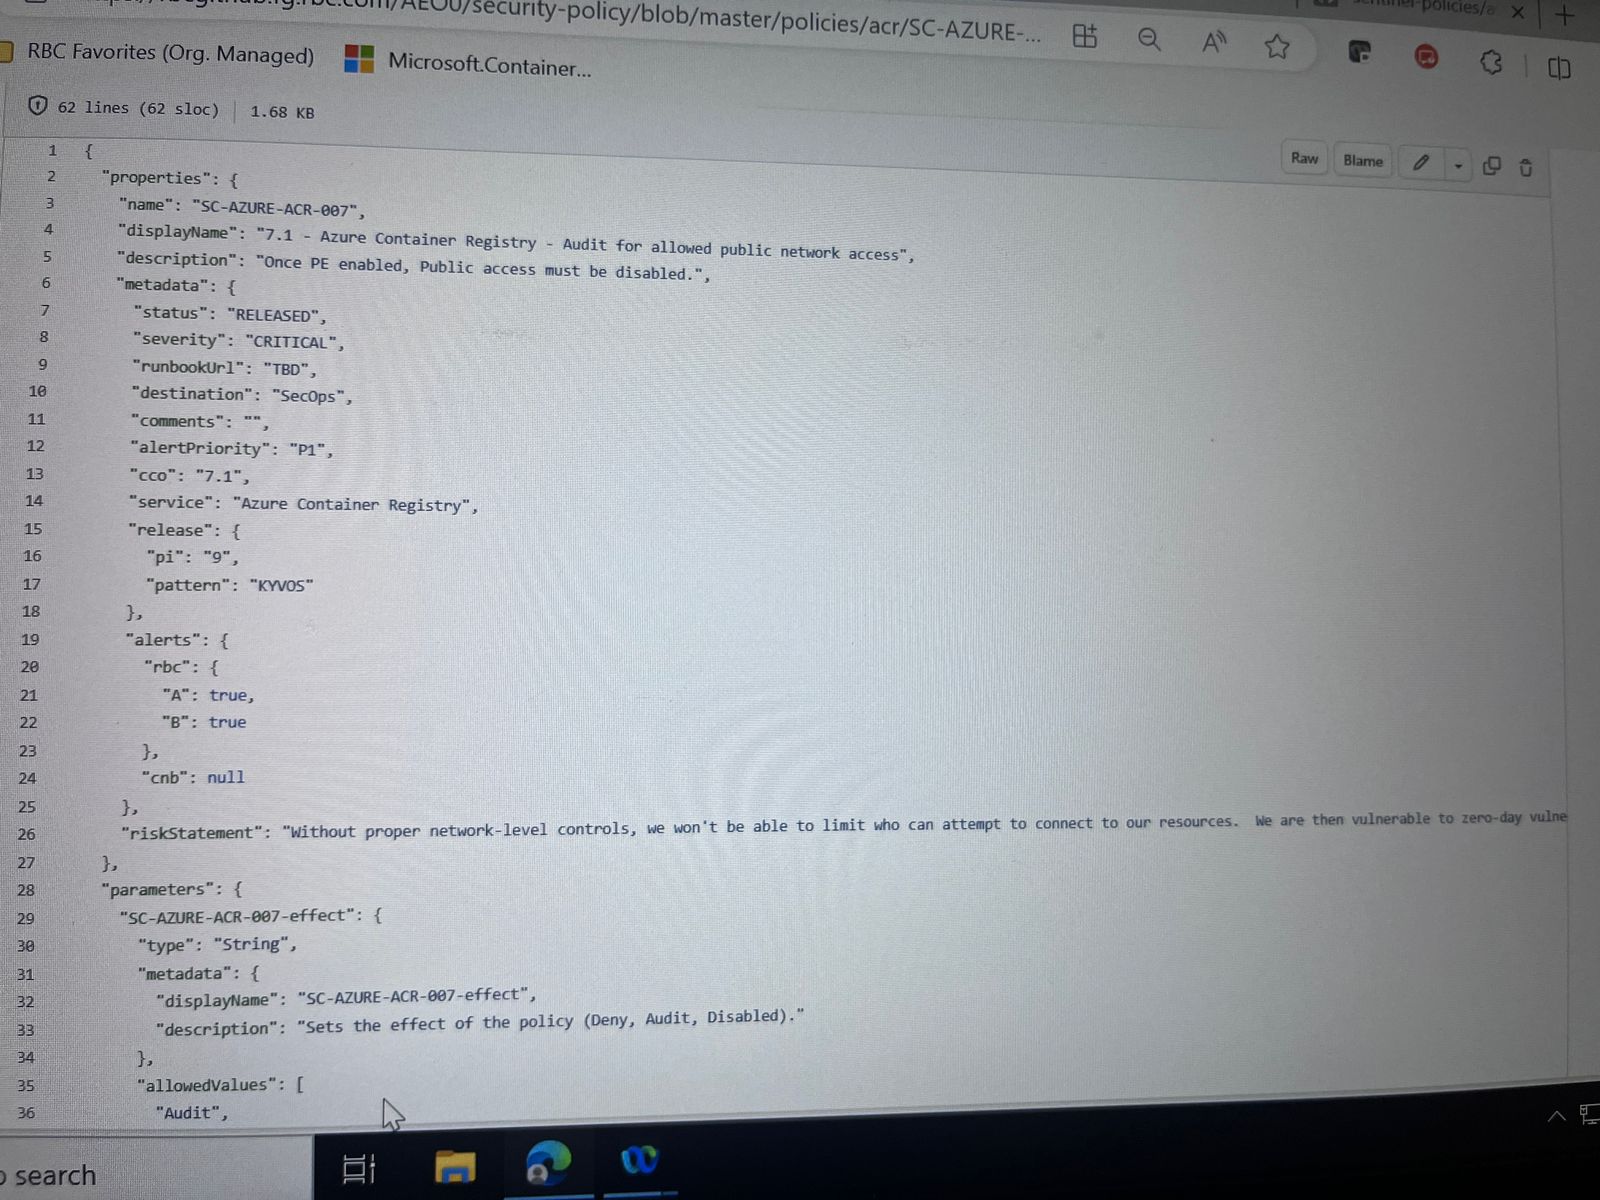 /security-policy/blob/master/policies/acr/SC-AZURE-...
RBC Favorites (Org. Managed) Microsoft.Container...
62 lines (62 sloc) 1.68 KB
Raw Blame
1 {
2 "properties": {
3 "name": "SC-AZURE-ACR-007",
4 "displayName": "7.1 - Azure Container Registry - Audit for allowed public network access",
5 "description": "Once PE enabled, Public access must be disabled.",
6 "metadata": {
7 "status": "RELEASED",
8 "severity": "CRITICAL",
9 "runbookUrl": "TBD",
10 "destination": "SecOps",
11 "comments": "",
12 "alertPriority": "P1",
13 "cco": "7.1",
14 "service": "Azure Container Registry",
15 "release": {
16 "pi": "9",
17 "pattern": "KYVOS"
18 },
19 "alerts": {
20 "rbc": {
21 "A": true,
22 "B": true
23 },
24 "cnb": null
25 },
26 "riskStatement": "Without proper network-level controls, we won't be able to limit who can attempt to connect to our resources.  We are then vulnerable to zero-day vulne
27 },
28 "parameters": {
29 "SC-AZURE-ACR-007-effect": {
30 "type": "String",
31 "metadata": {
32 "displayName": "SC-AZURE-ACR-007-effect",
33 "description": "Sets the effect of the policy (Deny, Audit, Disabled)."
34 },
35 "allowedValues": [
36 "Audit",
search